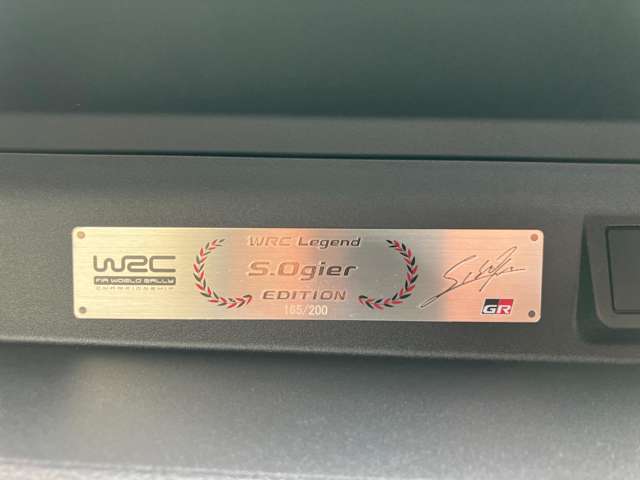 WRC
FIA WORLD RALLY
CHAMPIONSHIP
WRC Legend
S.Ogier
EDITION
165/200
GR